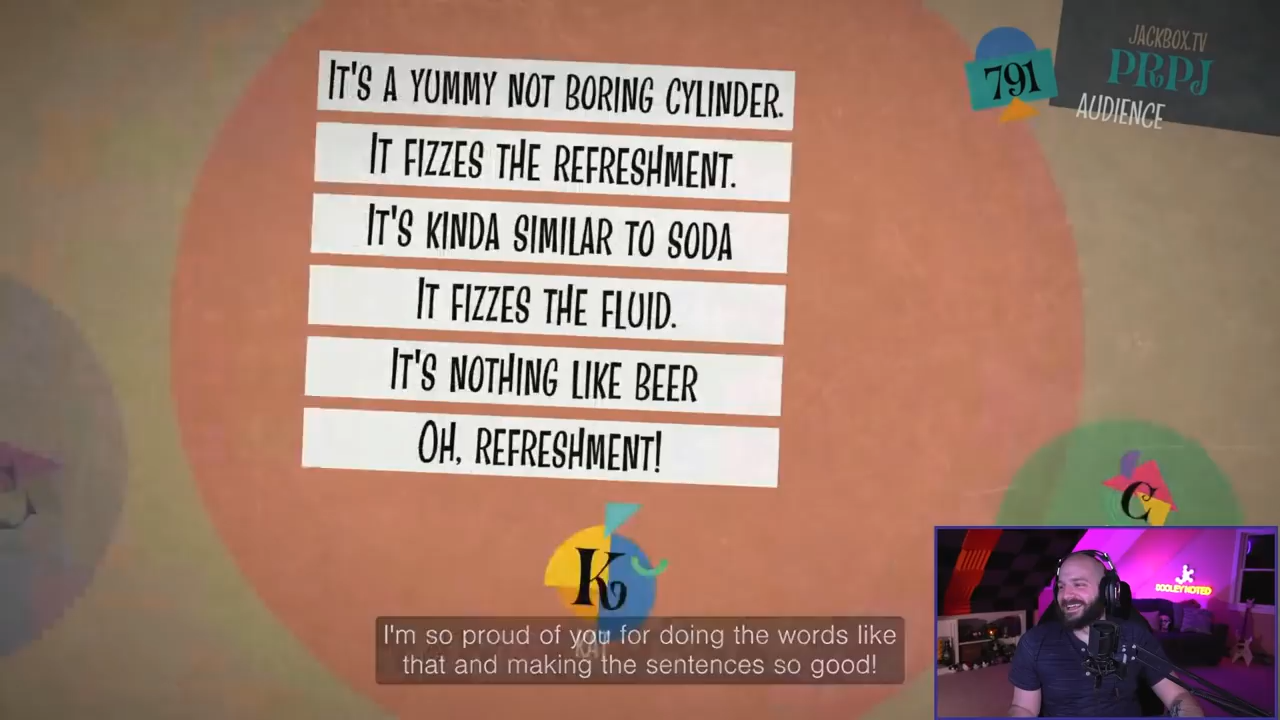 JACKBOX.TV
PRPJ
791
AUDIENCE
IT'S A YUMMY NOT BORING CYLINDER.
IT FIZZES THE REFRESHMENT.
IT'S KINDA SIMILAR TO SODA
IT FIZZES THE FLUID.
IT'S NOTHING LIKE BEER
OH, REFRESHMENT!
K
C
I'm so proud of you for doing the words like
that and making the sentences so good!
DOOLEY NOTED